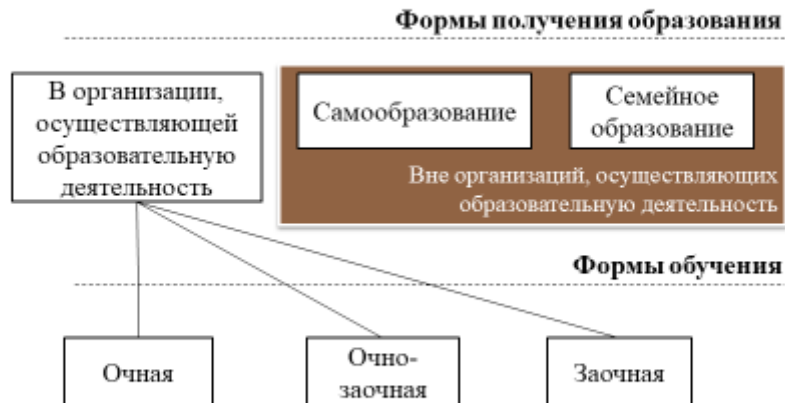 Формы получения образования
В организации,
осуществляющей
образовательную
деятельность
Самообразование
Семейное
образование
Вне организаций, осуществляющих
образовательную деятельность
Формы обучения
Очная
Очно-
заочная
Заочная